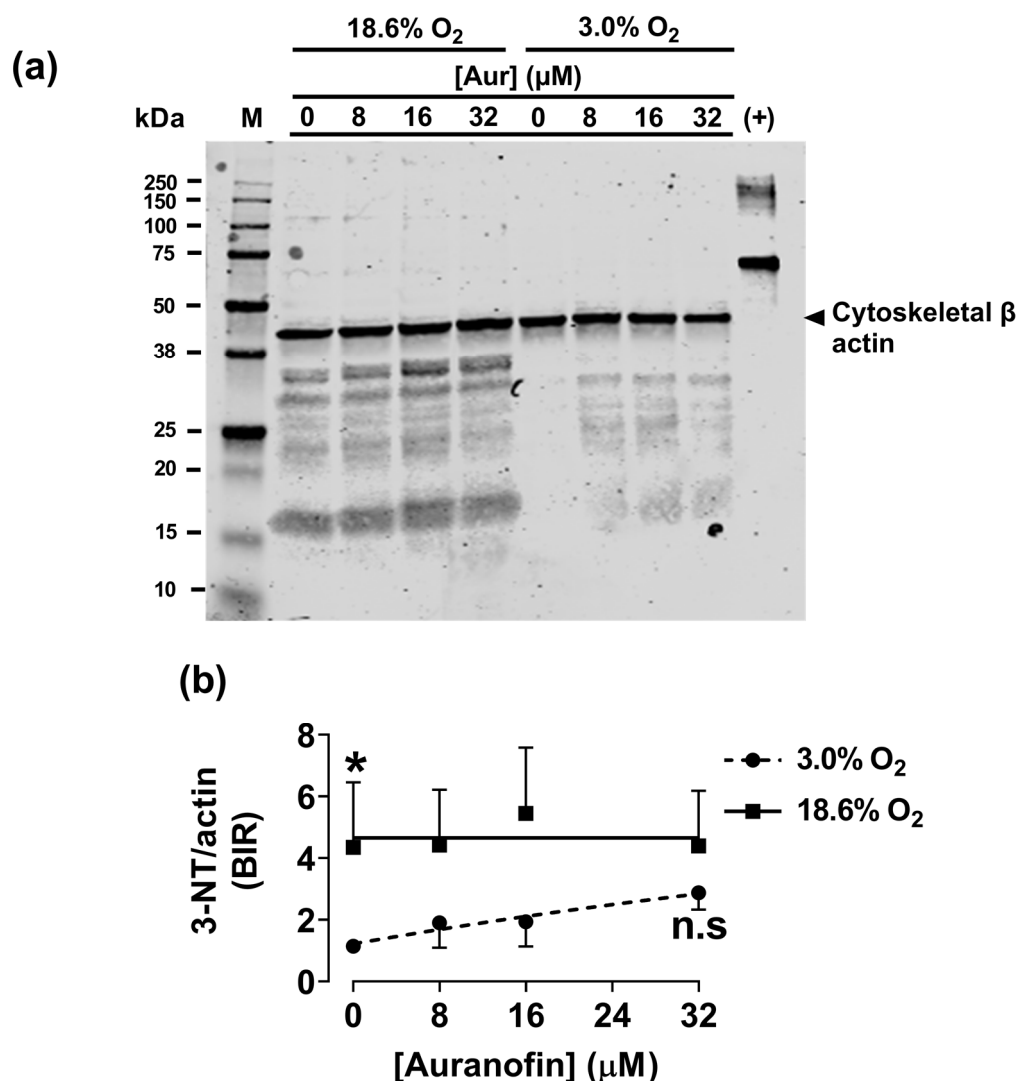 (a)
18.6% O₂ 3.0% O₂
[Aur] (µM)
kDa M 0 8 16 32 0 8 16 32 (+)
250
150
100
75
50
38
25
20
15
10
Cytoskeletal β
actin
(b)
3-NT/actin
(BIR)
8
6
4
2
0
*
n.s
0 8 16 24 32
[Auranofin] (µM)
3.0% O₂
18.6% O₂